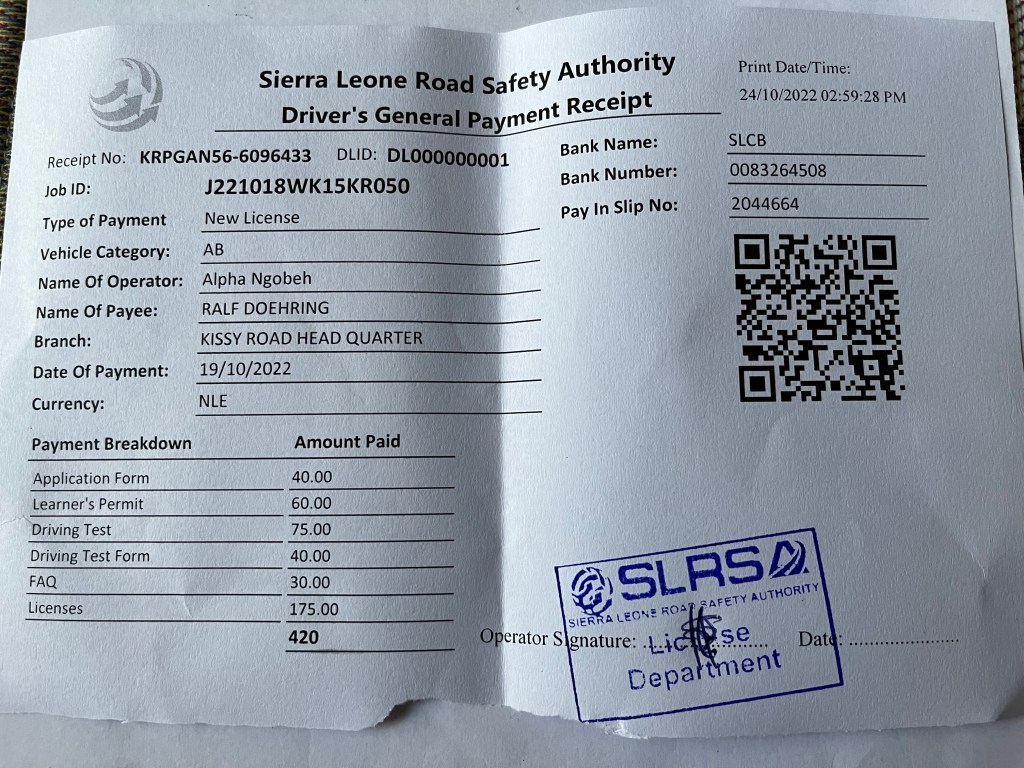 Sierra Leone Road Safety Authority
Driver's General Payment Receipt
Print Date/Time:
24/10/2022 02:59:28 PM
Receipt No: KRPGAN56-6096433 DLID: DL000000001
Job ID: J221018WK15KR050
Type of Payment New License
Vehicle Category: AB
Name Of Operator: Alpha Ngobeh
Name Of Payee: RALF DOEHRING
Branch: KISSY ROAD HEAD QUARTER
Date Of Payment: 19/10/2022
Currency: NLE
Bank Name: SLCB
Bank Number: 0083264508
Pay In Slip No: 2044664
Payment Breakdown Amount Paid
Application Form 40.00
Learner's Permit 60.00
Driving Test 75.00
Driving Test Form 40.00
FAQ 30.00
Licenses 175.00
420
Operator Signature: ........................ Date: ......................
SLRSA
SIERRA LEONE ROAD SAFETY AUTHORITY
License
Department